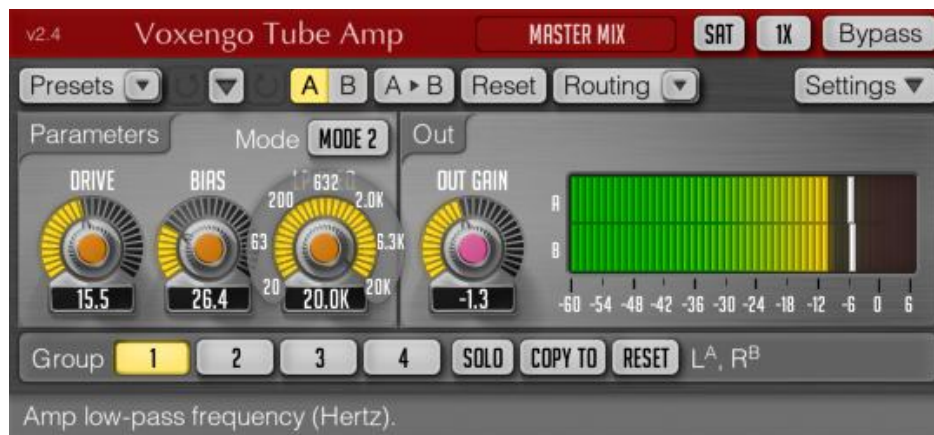 v2.4 Voxengo Tube Amp MASTER MIX SAT 1X Bypass
Presets A B A ▸ B Reset Routing Settings
Parameters Mode MODE 2 Out
DRIVE BIAS 632 OUT GAIN
200 2.0K
63 6.3K
20 20K
15.5 26.4 20.0K -1.3
A
B
-60 -54 -48 -42 -36 -30 -24 -18 -12 -6 0 6
Group 1 2 3 4 SOLO COPY TO RESET L^A, R^B
Amp low-pass frequency (Hertz).